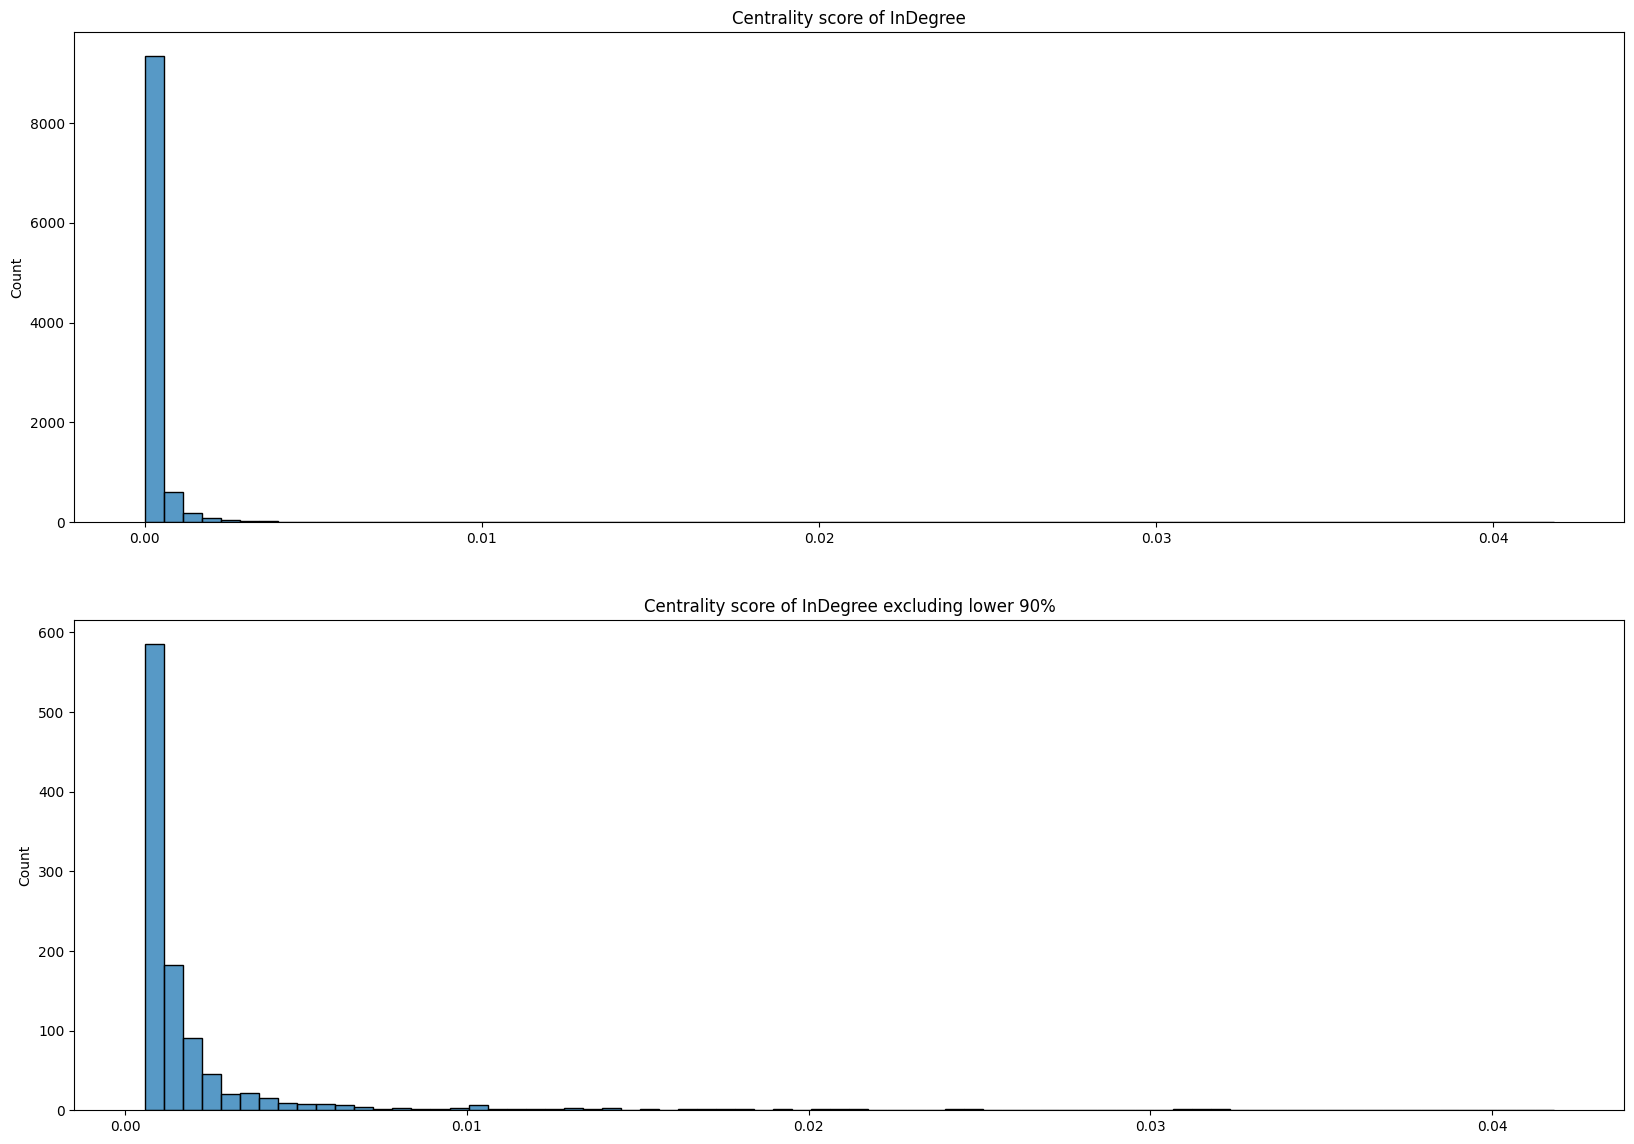 Centrality score of InDegree
Count
8000
6000
4000
2000
0
0.00 0.01 0.02 0.03 0.04
Centrality score of InDegree excluding lower 90%
Count
600
500
400
300
200
100
0
0.00 0.01 0.02 0.03 0.04